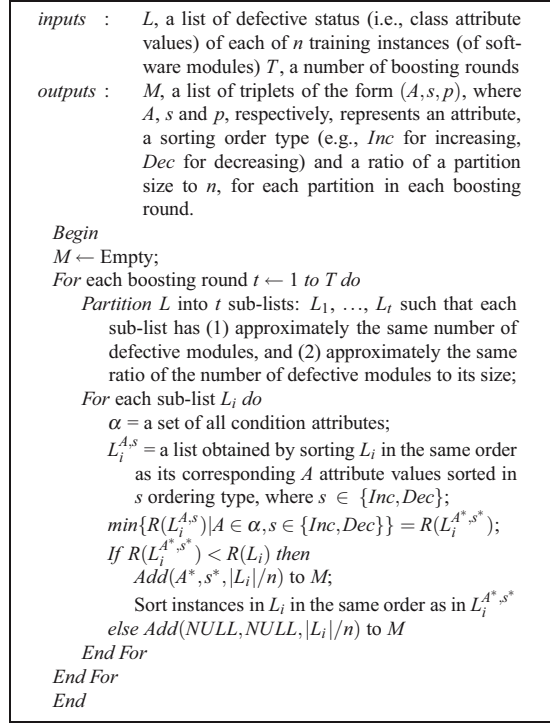 inputs : L, a list of defective status (i.e., class attribute
values) of each of n training instances (of soft-
ware modules) T, a number of boosting rounds
outputs : M, a list of triplets of the form (A,s,p), where
A, s and p, respectively, represents an attribute,
a sorting order type (e.g., Inc for increasing,
Dec for decreasing) and a ratio of a partition
size to n, for each partition in each boosting
round.
Begin
M ← Empty;
For each boosting round t ← 1 to T do
Partition L into t sub-lists: L₁, …, Lₜ such that each
sub-list has (1) approximately the same number of
defective modules, and (2) approximately the same
ratio of the number of defective modules to its size;
For each sub-list Lᵢ do
α = a set of all condition attributes;
L_i^{A,s} = a list obtained by sorting Lᵢ in the same order
as its corresponding A attribute values sorted in
s ordering type, where s ∈ {Inc,Dec};
min{R(L_i^{A,s})|A ∈ α,s ∈ {Inc,Dec}} = R(L_i^{A*,s*});
If R(L_i^{A*,s*}) < R(Lᵢ) then
Add(A*,s*,|Lᵢ|/n) to M;
Sort instances in Lᵢ in the same order as in L_i^{A*,s*}
else Add(NULL,NULL,|Lᵢ|/n) to M
End For
End For
End